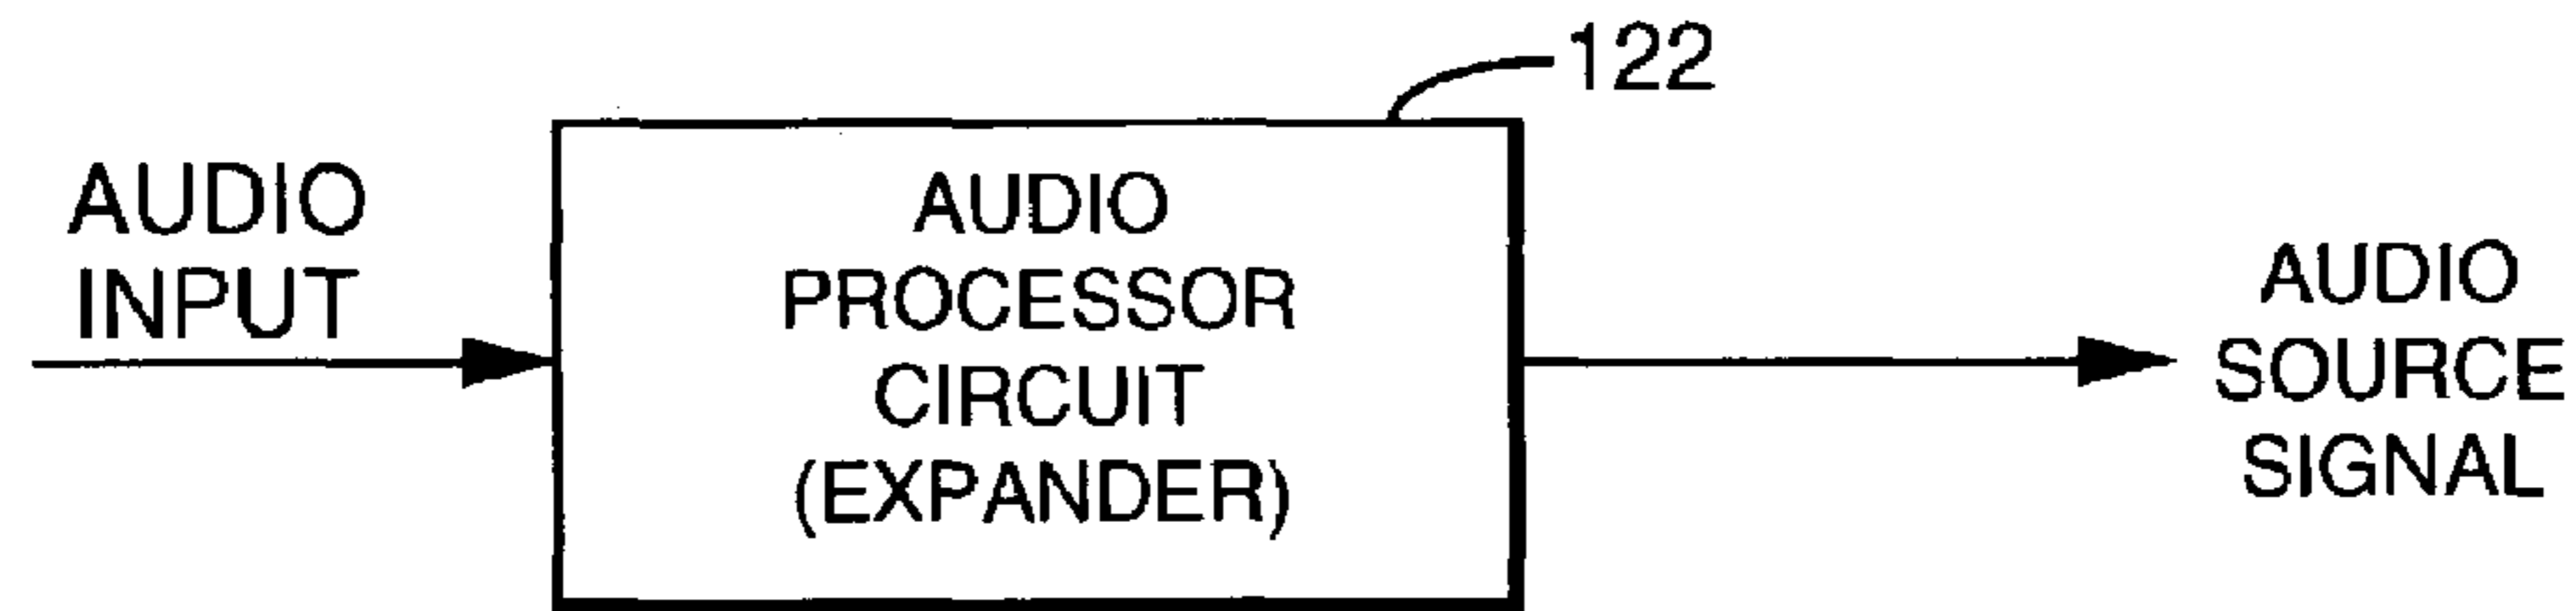 122
AUDIO
INPUT
AUDIO
PROCESSOR
CIRCUIT
(EXPANDER)
AUDIO
SOURCE
SIGNAL